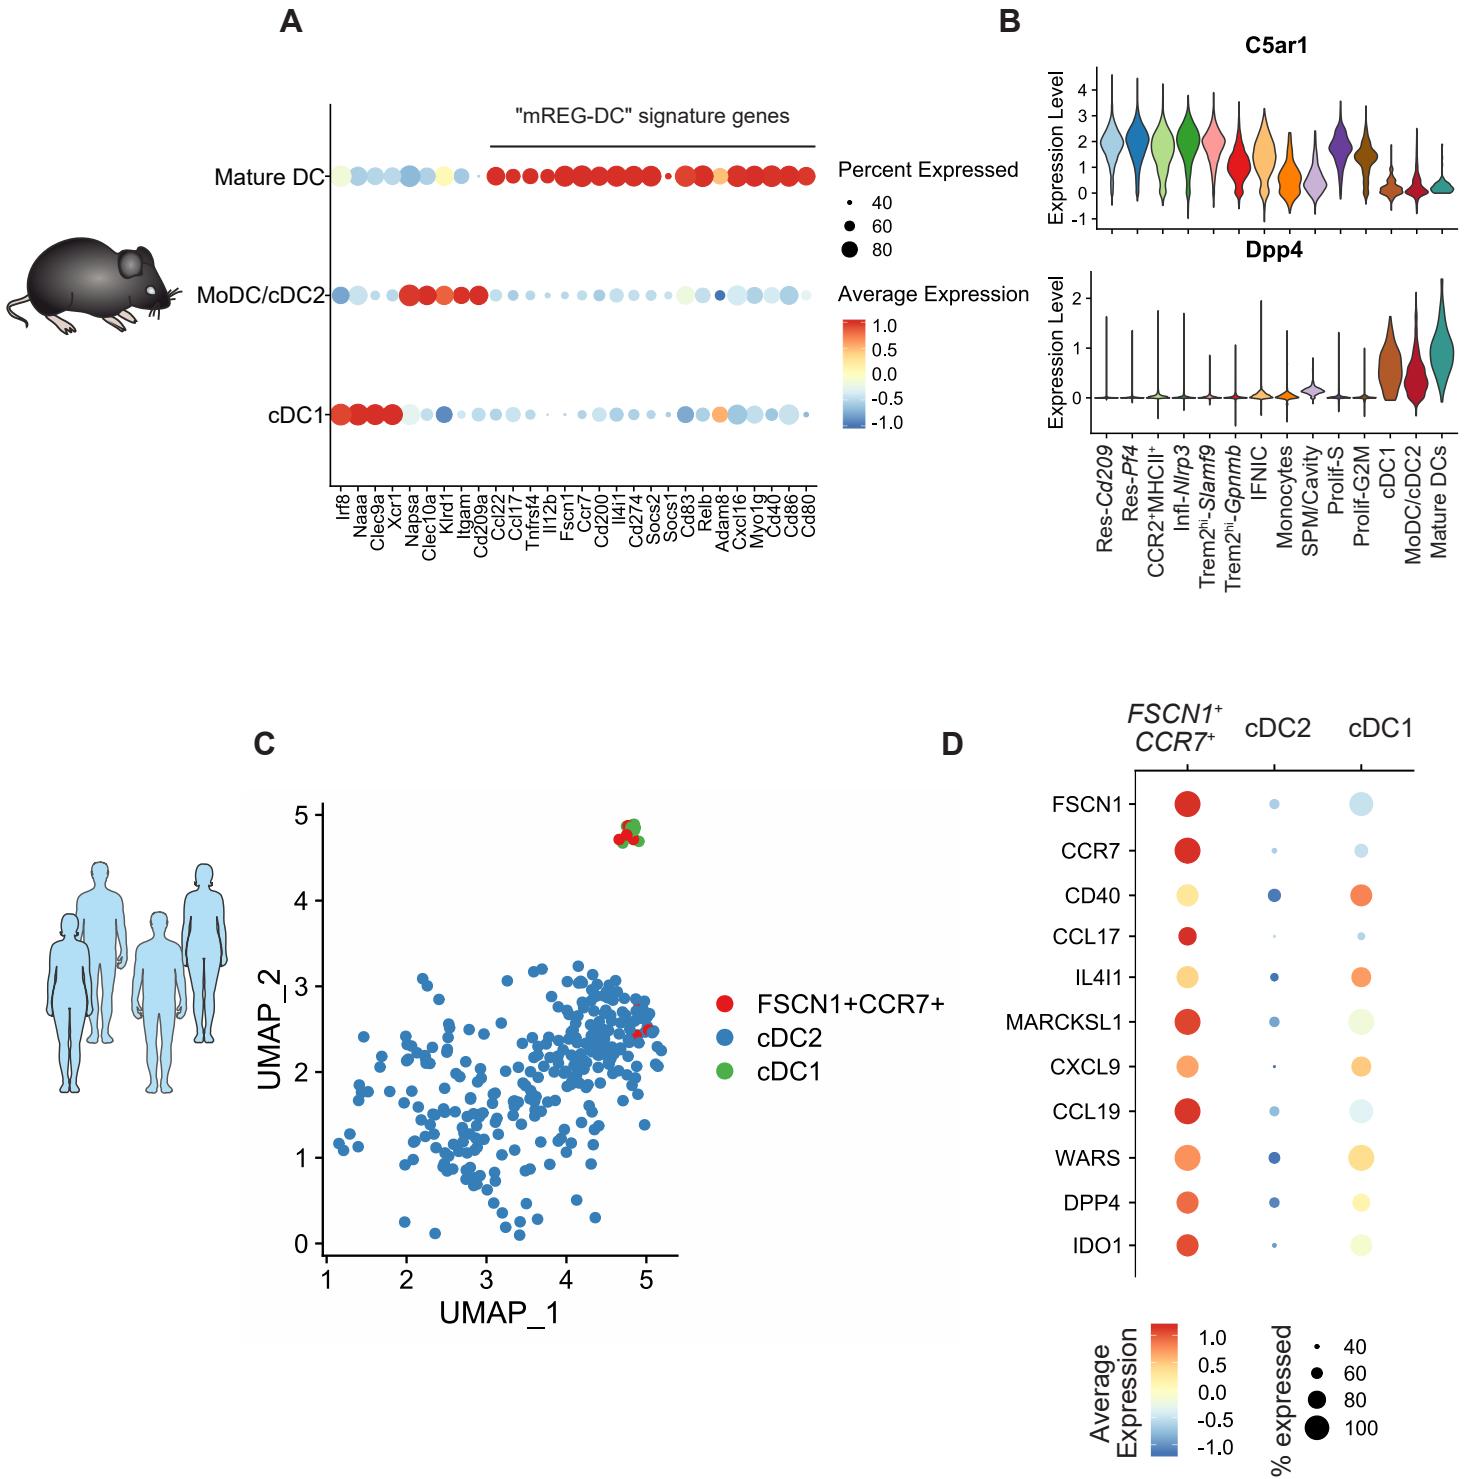 A
"mREG-DC" signature genes
Mature DC
MoDC/cDC2
cDC1
Irf8
Naaa
Clec9a
Xcr1
Napsa
Clec10a
Klrd1
Itgam
Cd209a
Ccl22
Ccl17
Tnfrsf4
Il12b
Fscn1
Ccr7
Cd200
Il4i1
Cd274
Socs2
Socs1
Cd83
Relb
Adam8
Cxcl16
Myo1g
Cd40
Cd86
Cd80
Percent Expressed
40
60
80
Average Expression
1.0
0.5
0.0
-0.5
-1.0
B
C5ar1
Expression Level
4
3
2
1
0
-1
Dpp4
Expression Level
2
1
0
Res-Cd209
Res-Pf4
CCR2⁺MHCII⁺
Infl-Nlrp3
Trem2ʰⁱ-Slamf9
Trem2ʰⁱ-Gpnmb
IFNIC
Monocytes
SPM/Cavity
Prolif-S
Prolif-G2M
cDC1
MoDC/cDC2
Mature DCs
C
UMAP_2
5
4
3
2
1
0
1 2 3 4 5
UMAP_1
FSCN1+CCR7+
cDC2
cDC1
D
FSCN1⁺
CCR7⁺
cDC2
cDC1
FSCN1
CCR7
CD40
CCL17
IL4I1
MARCKSL1
CXCL9
CCL19
WARS
DPP4
IDO1
Average
Expression
1.0
0.5
0.0
-0.5
-1.0
% expressed
40
60
80
100